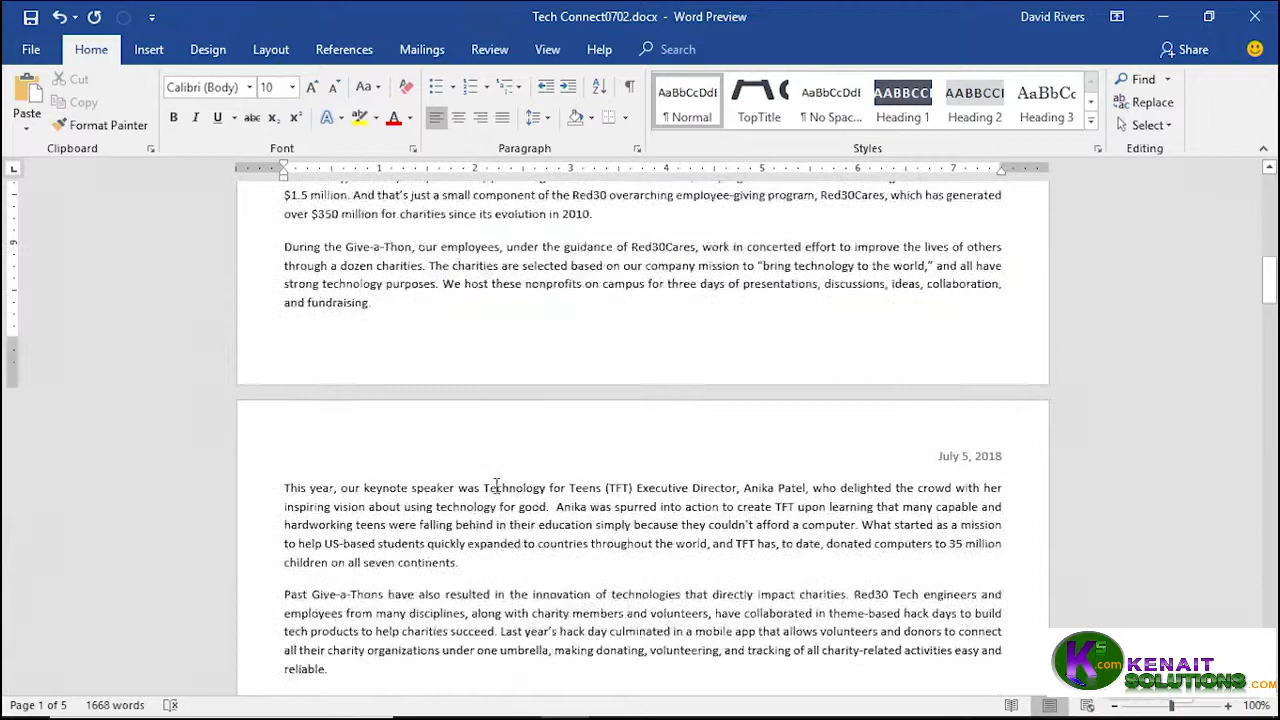 Tech Connect0702.docx - Word Preview
David Rivers
File Home Insert Design Layout References Mailings Review View Help Search Share
Paste
Cut
Copy
Format Painter
Clipboard
Calibri (Body) 10 Aa
B I U abc x₂ x² A A
Font
Paragraph
AaBbCcDdI AaBbCcDdI AABBCCI AABBCCI AaBbCc
¶ Normal TopTitle ¶ No Spac... Heading 1 Heading 2 Heading 3
Styles
Find
Replace
Select
Editing
1 2 3 4 5 6 7
9
$1.5 million. And that's just a small component of the Red30 overarching employee-giving program, Red30Cares, which has generated
over $350 million for charities since its evolution in 2010.
During the Give-a-Thon, our employees, under the guidance of Red30Cares, work in concerted effort to improve the lives of others
through a dozen charities. The charities are selected based on our company mission to “bring technology to the world,” and all have
strong technology purposes. We host these nonprofits on campus for three days of presentations, discussions, ideas, collaboration,
and fundraising.
July 5, 2018
This year, our keynote speaker was Technology for Teens (TFT) Executive Director, Anika Patel, who delighted the crowd with her
inspiring vision about using technology for good.  Anika was spurred into action to create TFT upon learning that many capable and
hardworking teens were falling behind in their education simply because they couldn't afford a computer. What started as a mission
to help US-based students quickly expanded to countries throughout the world, and TFT has, to date, donated computers to 35 million
children on all seven continents.
Past Give-a-Thons have also resulted in the innovation of technologies that directly impact charities. Red30 Tech engineers and
employees from many disciplines, along with charity members and volunteers, have collaborated in theme-based hack days to build
tech products to help charities succeed. Last year's hack day culminated in a mobile app that allows volunteers and donors to connect
all their charity organizations under one umbrella, making donating, volunteering, and tracking of all charity-related activities easy and
reliable.
K5.com KENAIT
SOLUTIONS.COM
Page 1 of 5 1668 words 100%